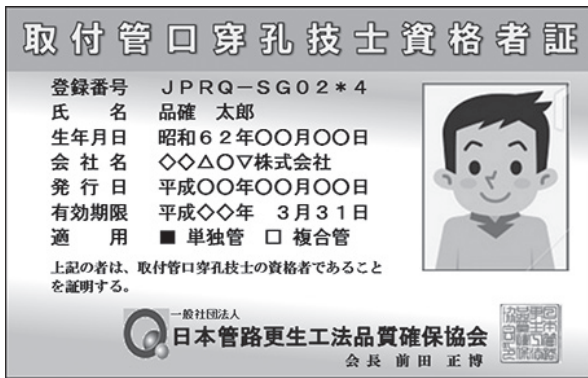 取付管口穿孔技士資格者証
登録番号 JPRQ-SG02*4
氏名 品確 太郎
生年月日 昭和62年〇〇月〇〇日
会社名 ◇◇△〇▽株式会社
発行日 平成〇〇年〇〇月〇〇日
有効期限 平成◇◇年 3月31日
適用 ■ 単独管 □ 複合管
上記の者は、取付管口穿孔技士の資格者であること
を証明する。
一般社団法人
日本管路更生工法品質確保協会
会長 前田 正博